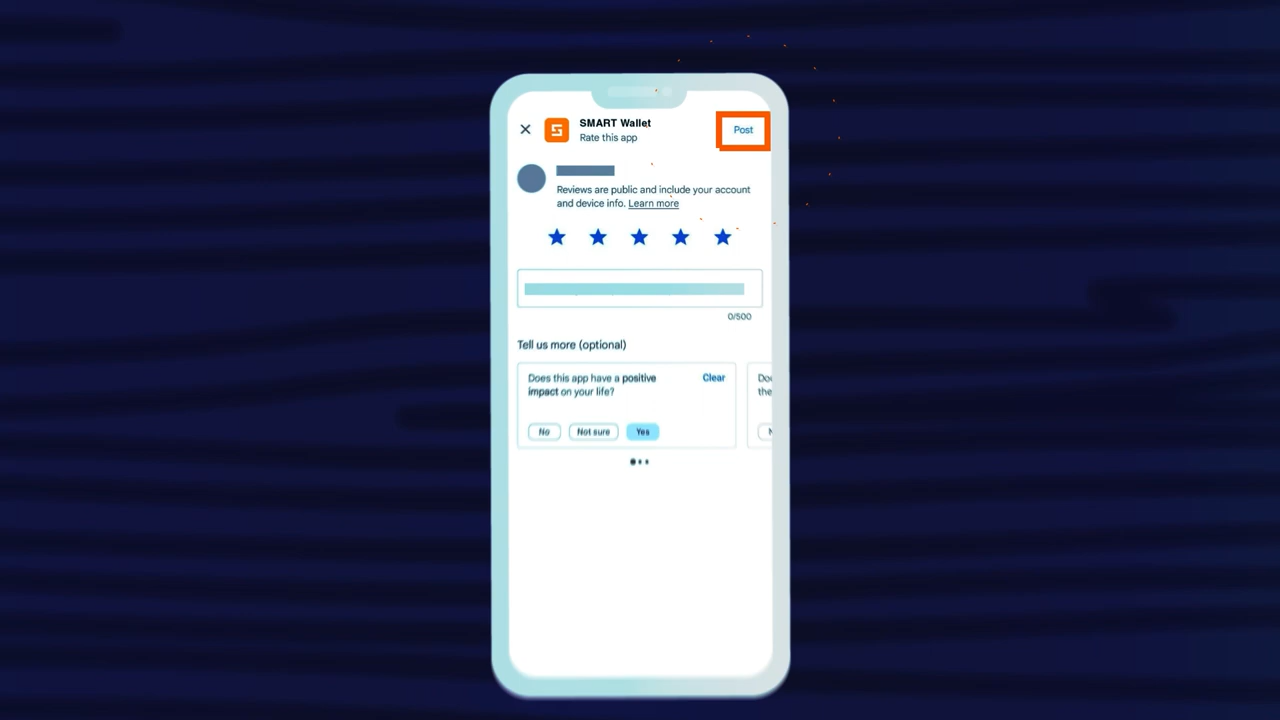 SMART Wallet
Rate this app
Post
Reviews are public and include your account
and device info. Learn more
0/500
Tell us more (optional)
Does this app have a positive
impact on your life?
Clear
No
Not sure
Yes
Dou
the
N